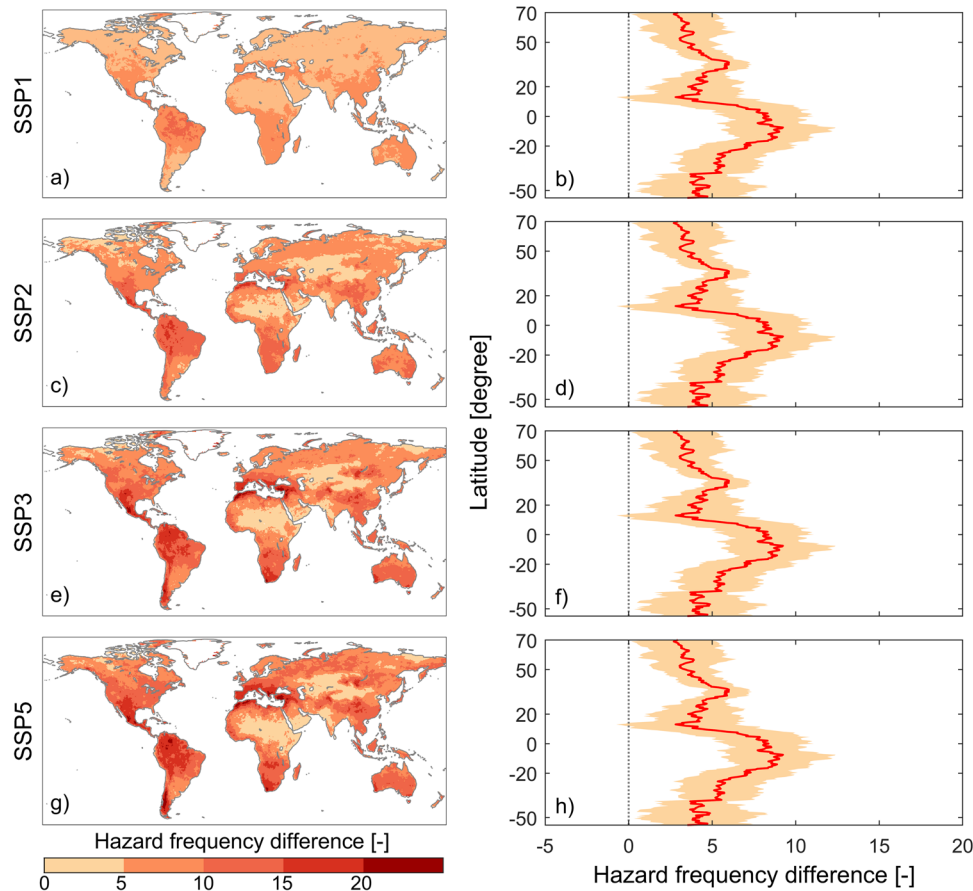 SSP1
a)
70
50
20
0
-20
-50
b)
SSP2
c)
70
50
20
0
-20
-50
d)
Latitude [degree]
SSP3
e)
70
50
20
0
-20
-50
f)
SSP5
g)
70
50
20
0
-20
-50
h)
-5 0 5 10 15 20
Hazard frequency difference [-]
Hazard frequency difference [-]
0 5 10 15 20